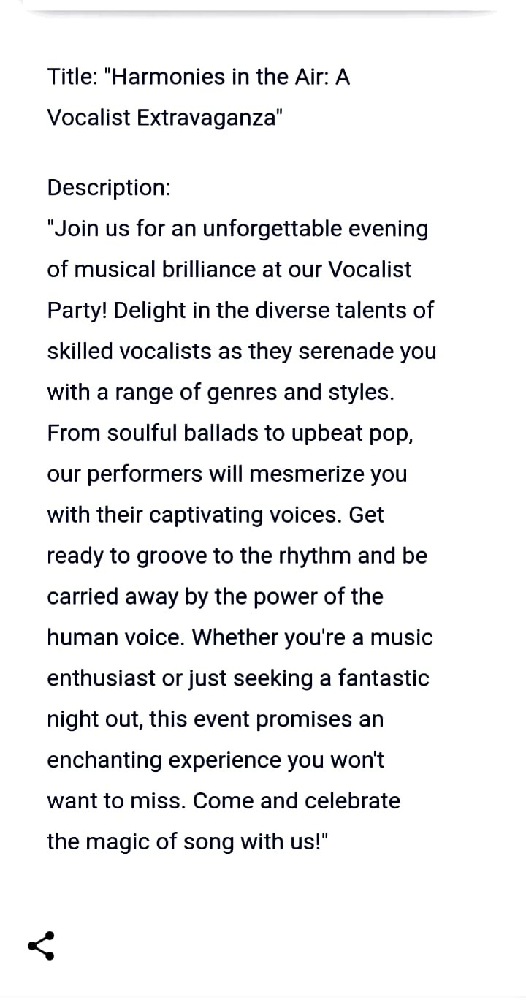 Title: "Harmonies in the Air: A
Vocalist Extravaganza"
Description:
"Join us for an unforgettable evening
of musical brilliance at our Vocalist
Party! Delight in the diverse talents of
skilled vocalists as they serenade you
with a range of genres and styles.
From soulful ballads to upbeat pop,
our performers will mesmerize you
with their captivating voices. Get
ready to groove to the rhythm and be
carried away by the power of the
human voice. Whether you're a music
enthusiast or just seeking a fantastic
night out, this event promises an
enchanting experience you won't
want to miss. Come and celebrate
the magic of song with us!"